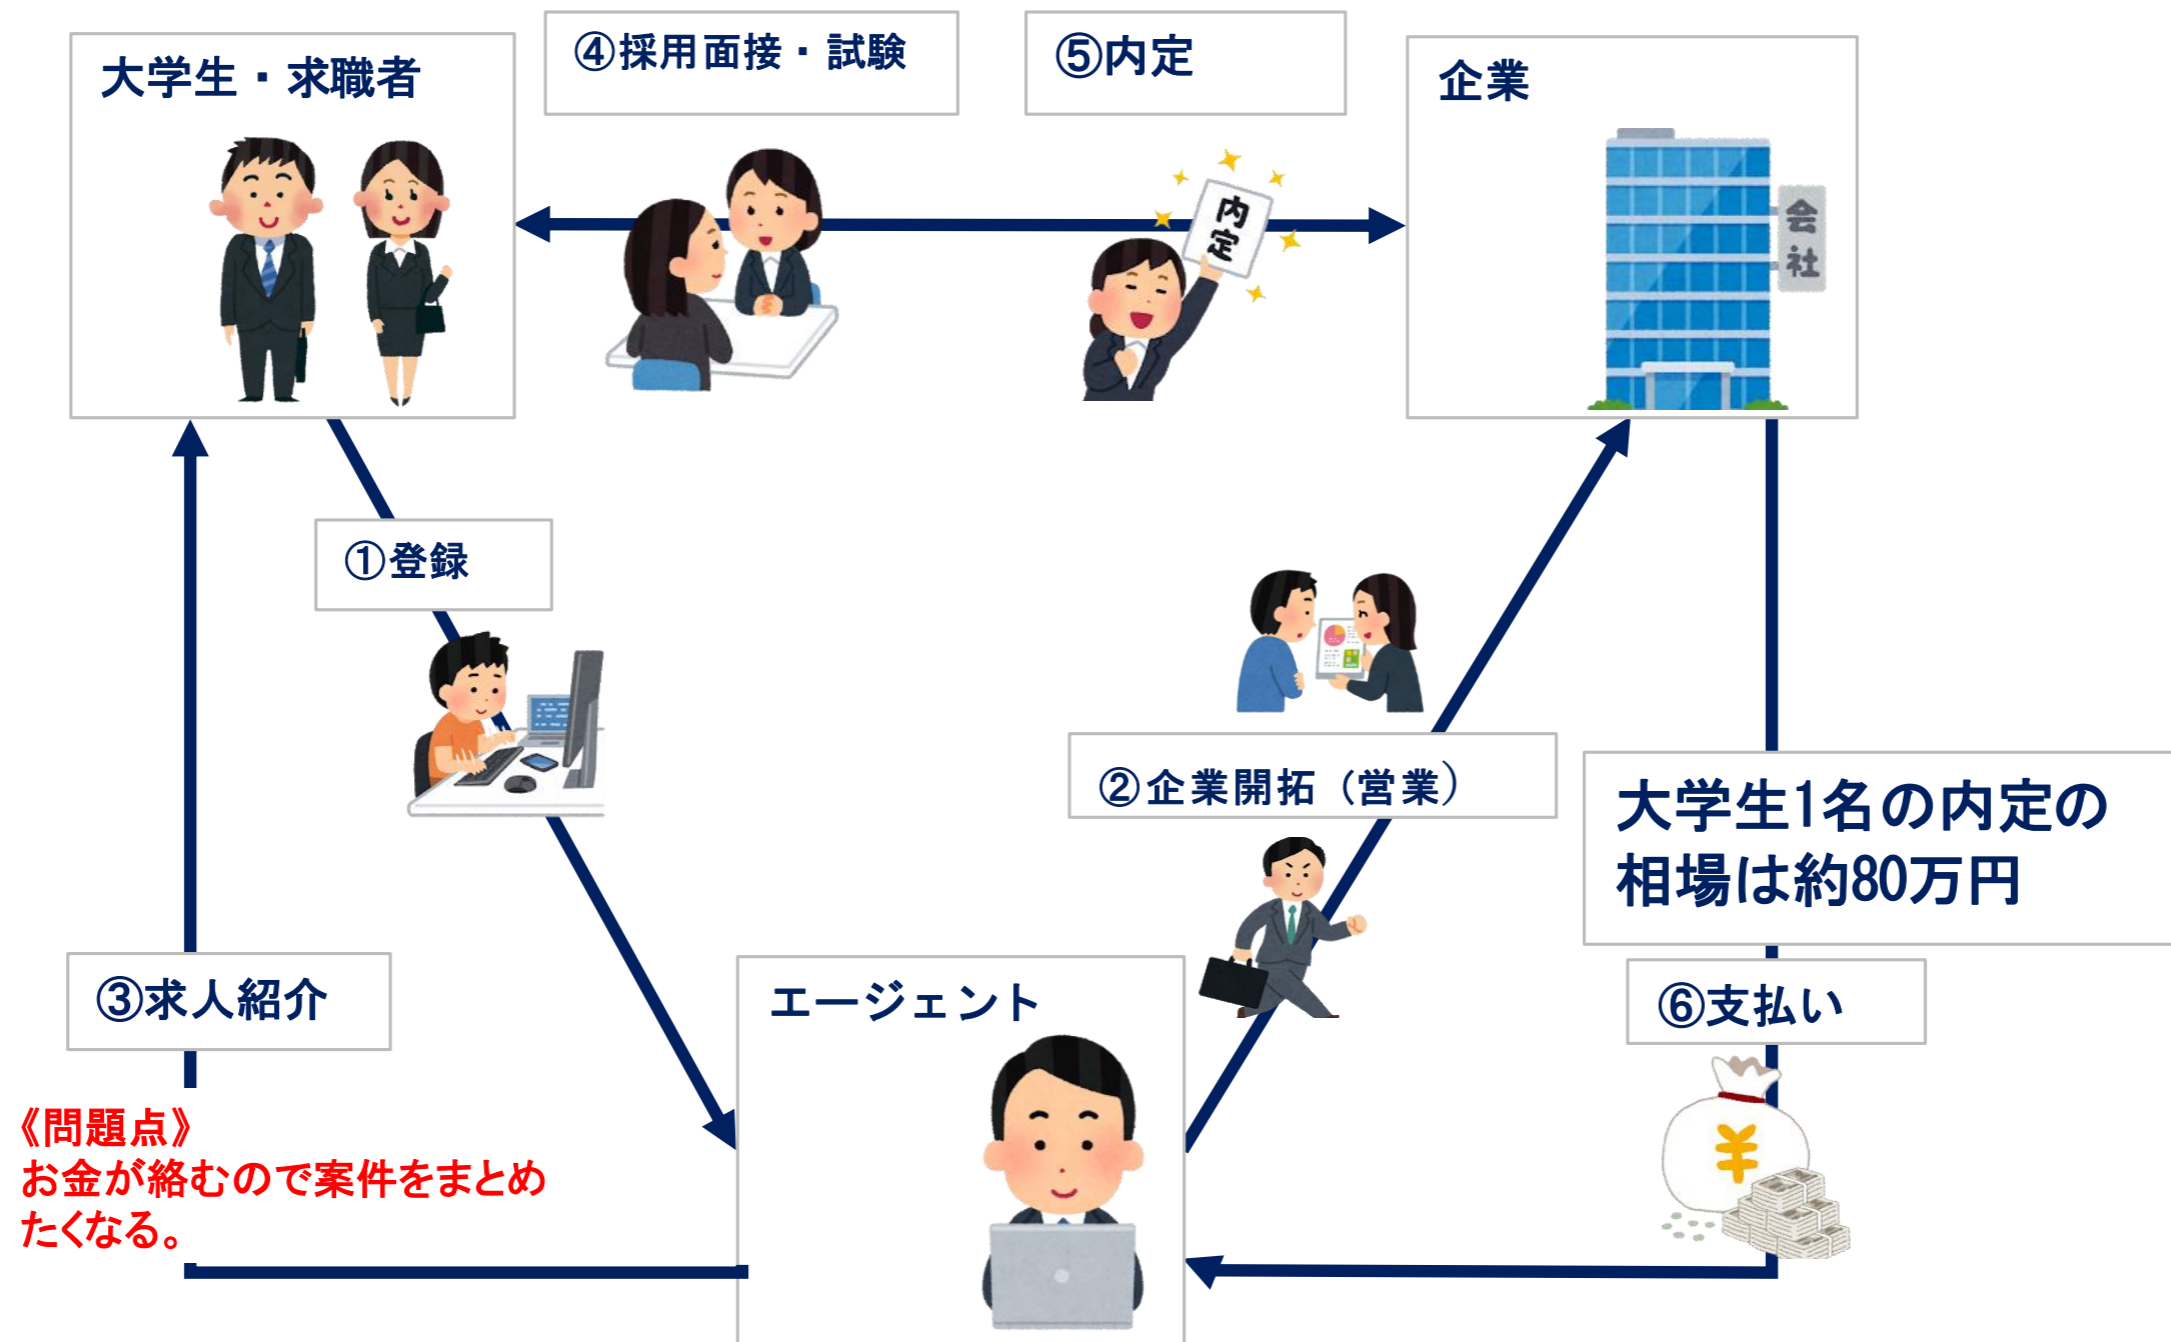 大学生・求職者
④採用面接・試験
⑤内定
企業
内定
会社
①登録
②企業開拓（営業）
大学生1名の内定の
相場は約80万円
③求人紹介
エージェント
⑥支払い
《問題点》
お金が絡むので案件をまとめ
たくなる。
¥